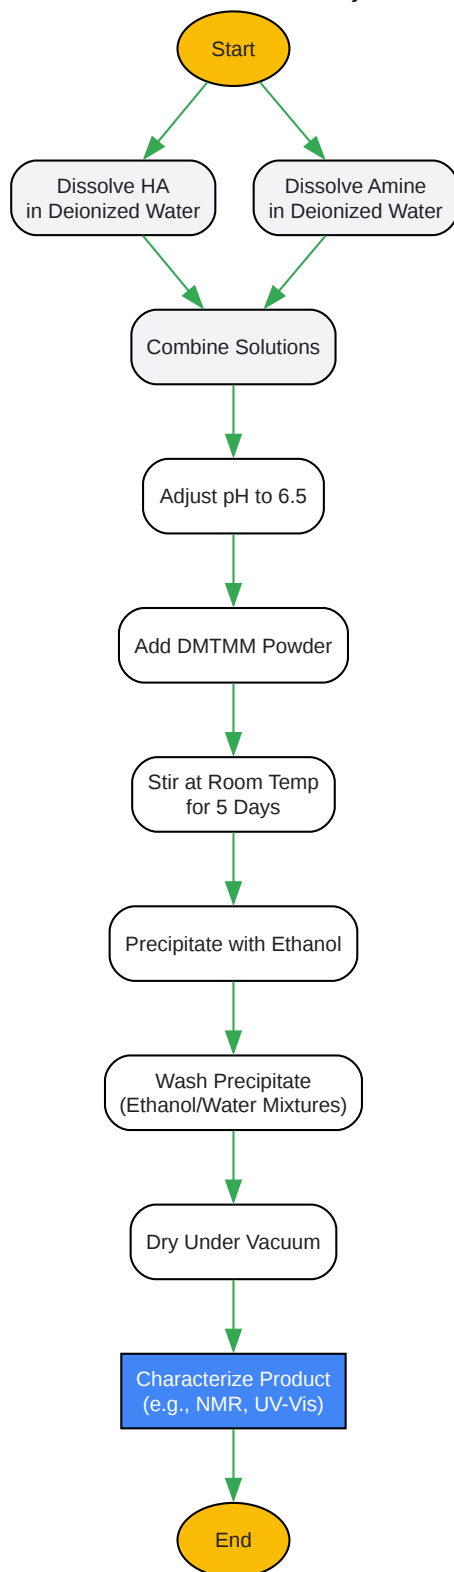 Start
Dissolve HA
in Deionized Water
Dissolve Amine
in Deionized Water
Combine Solutions
Adjust pH to 6.5
Add DMTMM Powder
Stir at Room Temp
for 5 Days
Precipitate with Ethanol
Wash Precipitate
(Ethanol/Water Mixtures)
Dry Under Vacuum
Characterize Product
(e.g., NMR, UV-Vis)
End